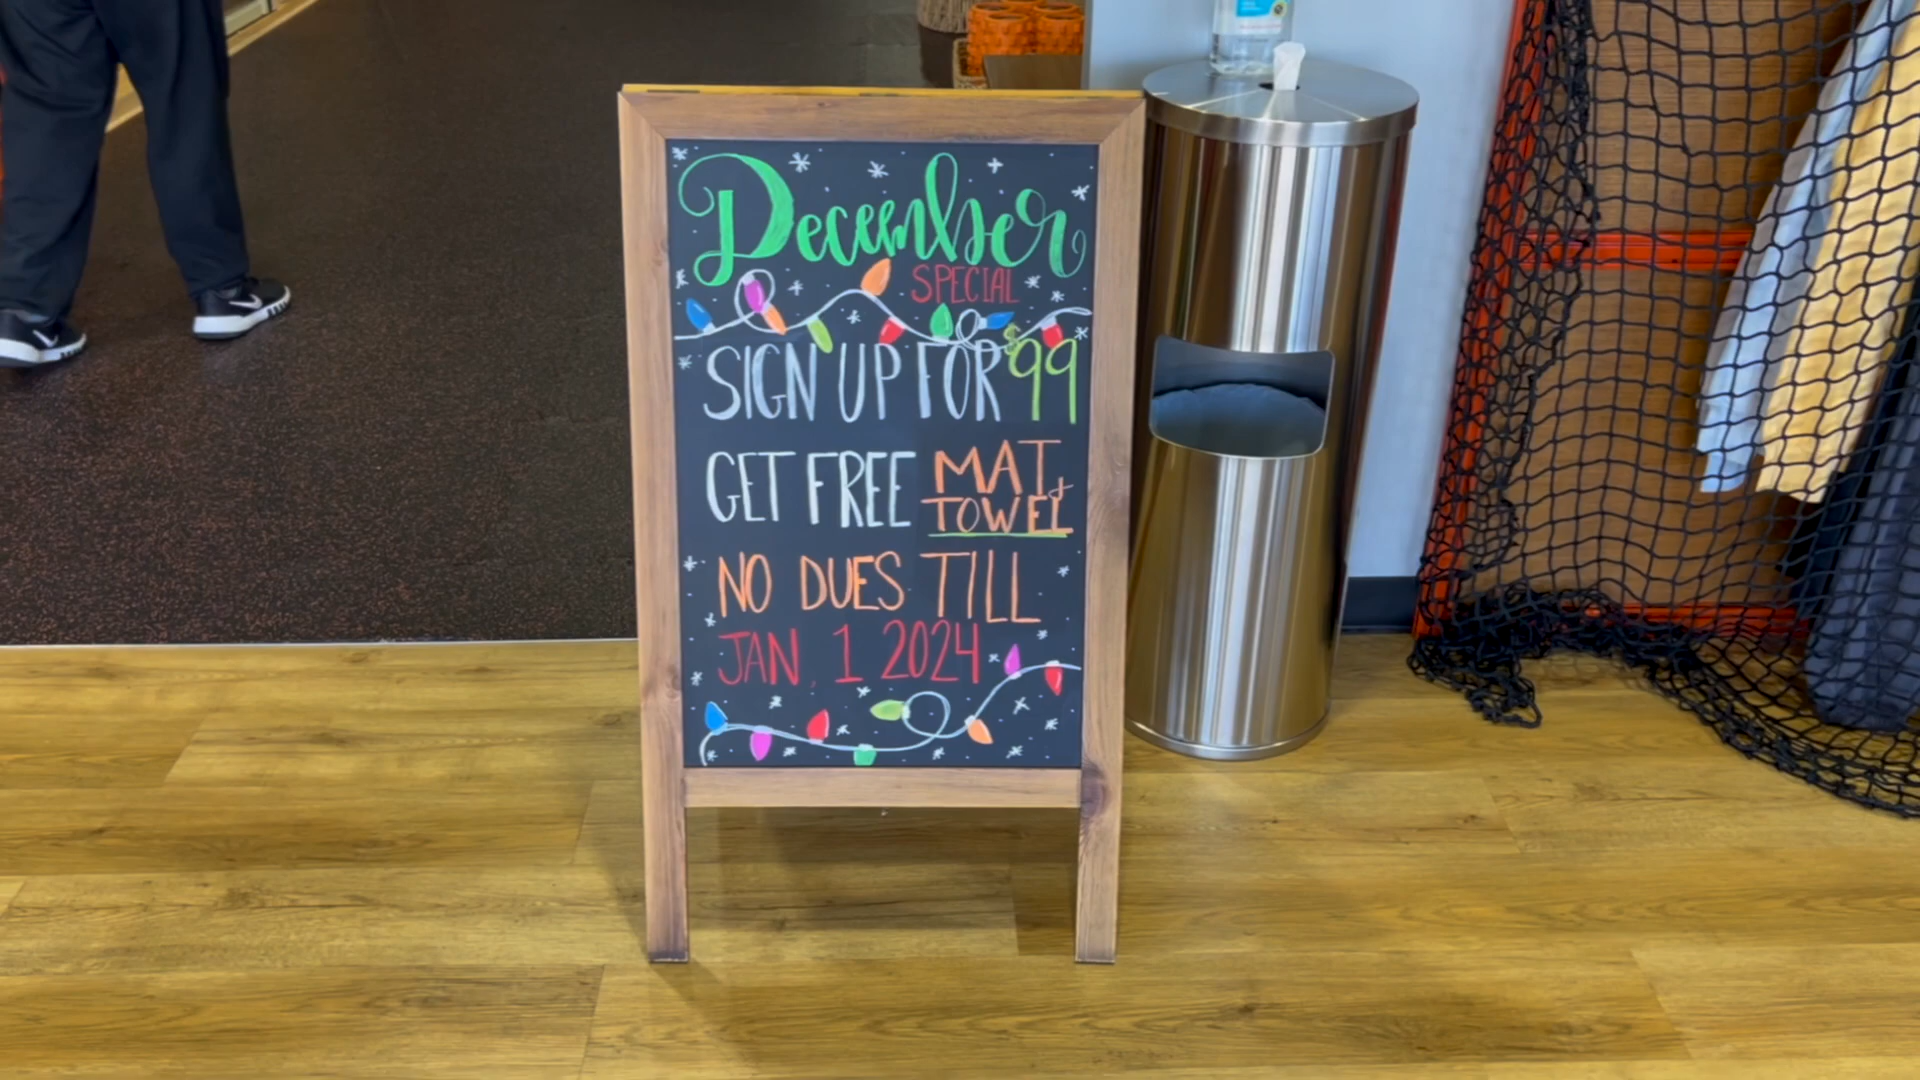 December
SPECIAL
SIGN UP FOR $99
GET FREE MAT &
TOWEL
NO DUES TILL
JAN. 1 2024